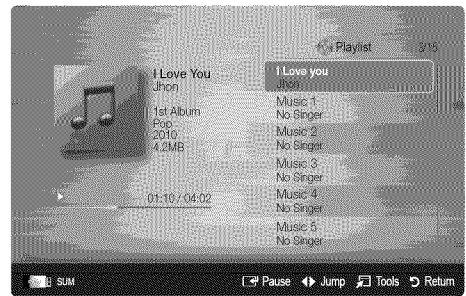 Playlist 3/15
I Love You
Jhon
1st Album
Pop
2010
4.2MB
01:10 / 04:02
I Love you
Jhon
Music 1
No Singer
Music 2
No Singer
Music 3
No Singer
Music 4
No Singer
Music 5
No Singer
SUM
Pause Jump Tools Return